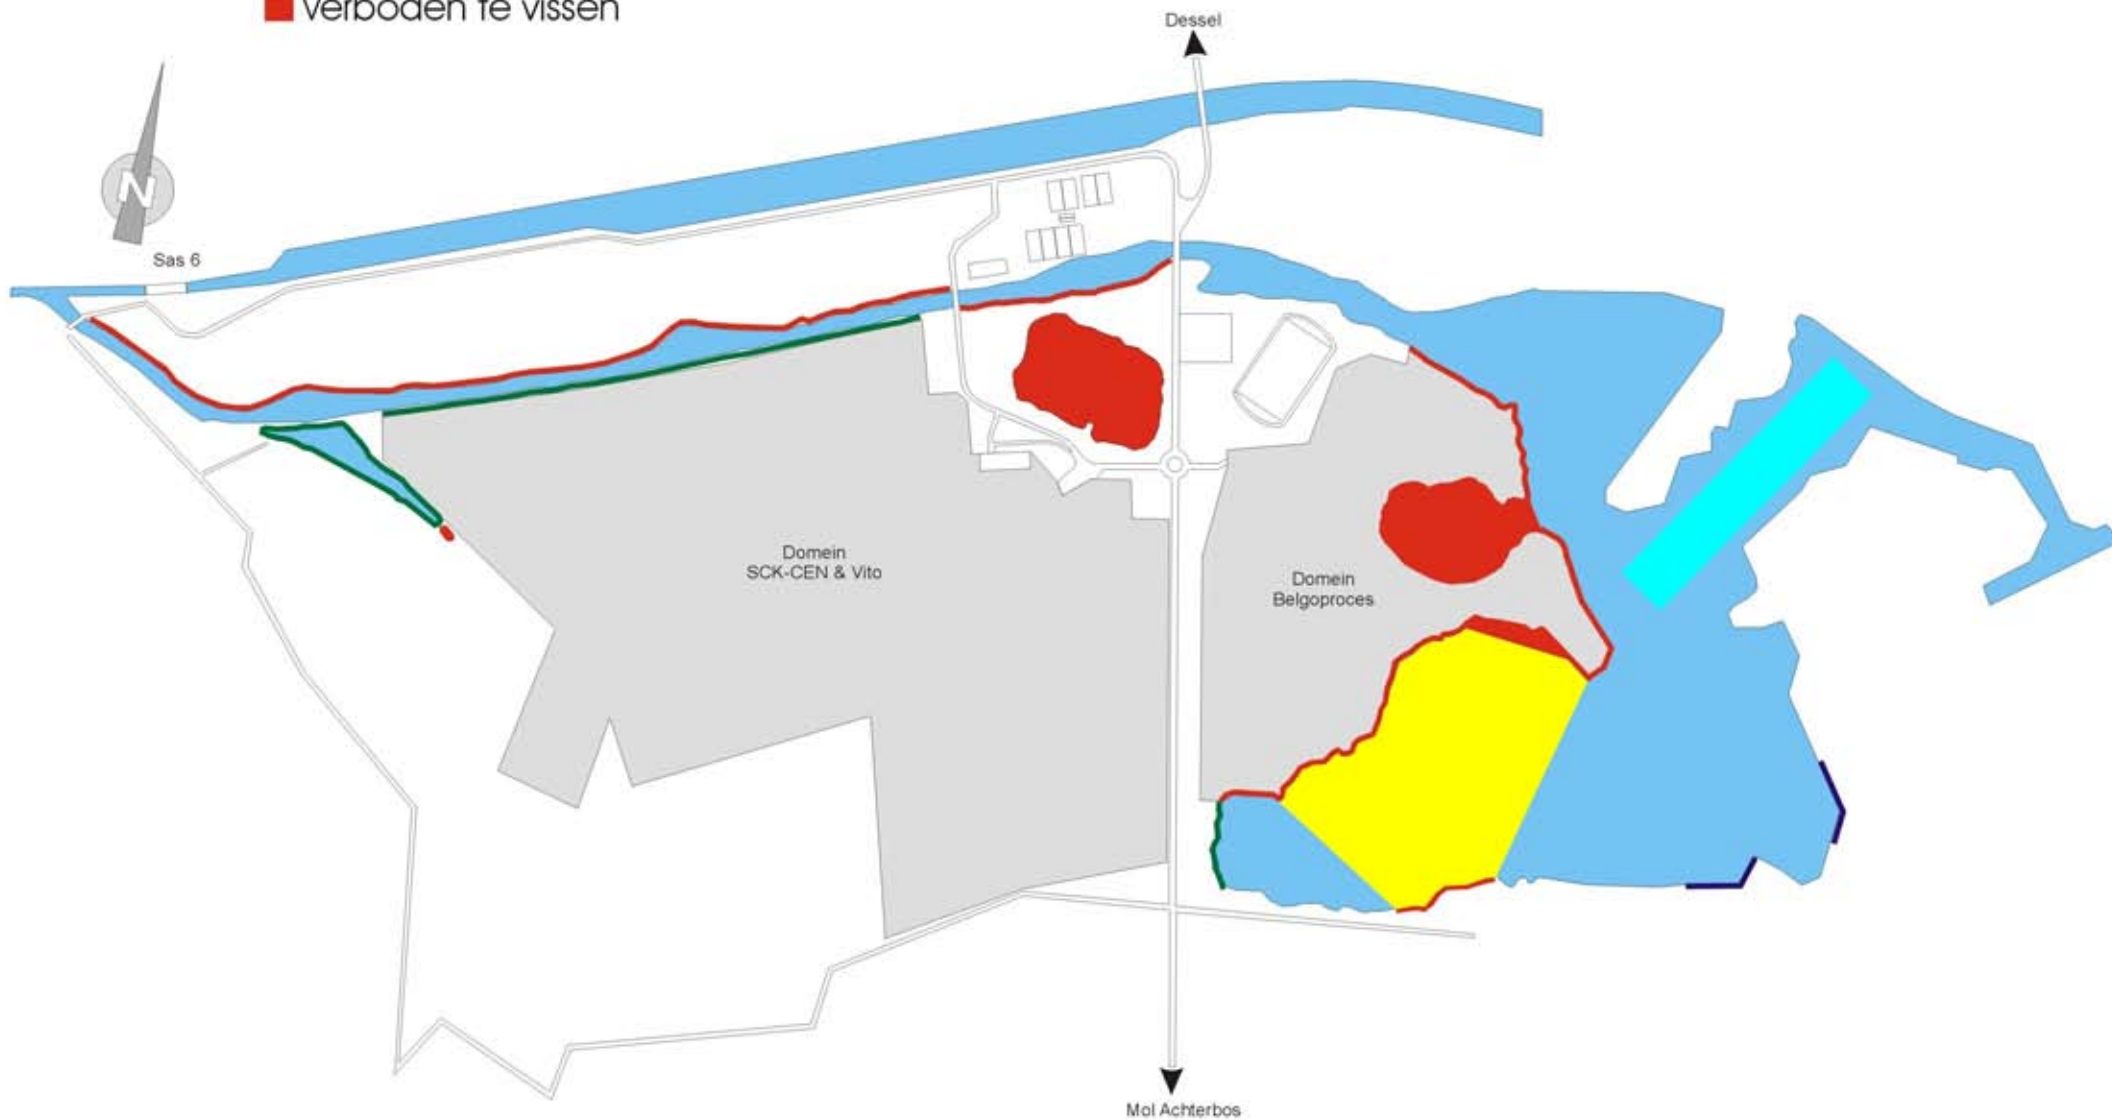 verboden te vissen
Dessel
N
Sas 6
Domein
SCK-CEN & Vito
Domein
Belgoproces
Mol Achterbos